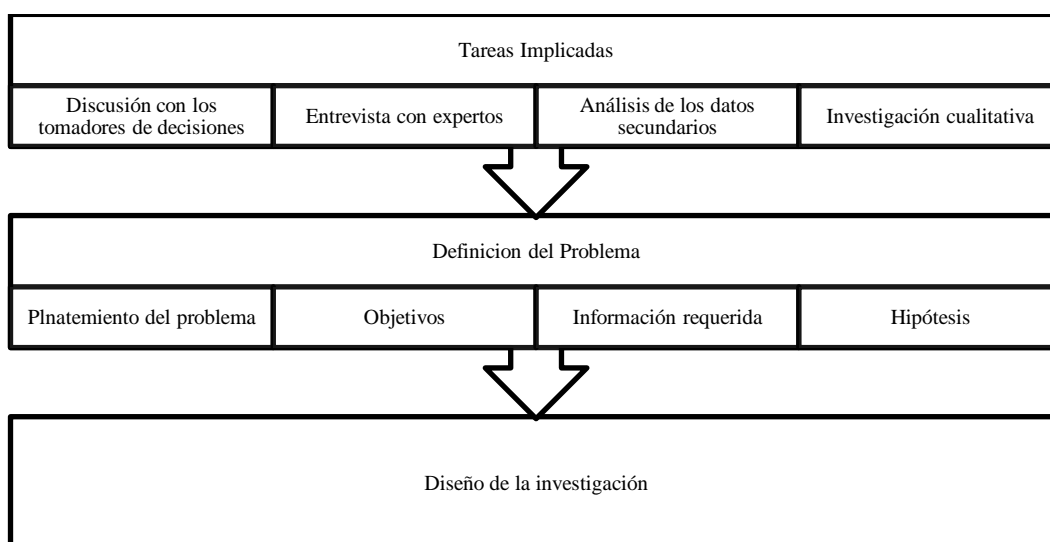 Tareas Implicadas
Discusión con los
tomadores de decisiones
Entrevista con expertos
Análisis de los datos
secundarios
Investigación cualitativa
Definicion del Problema
Plnatemiento del problema
Objetivos
Información requerida
Hipótesis
Diseño de la investigación